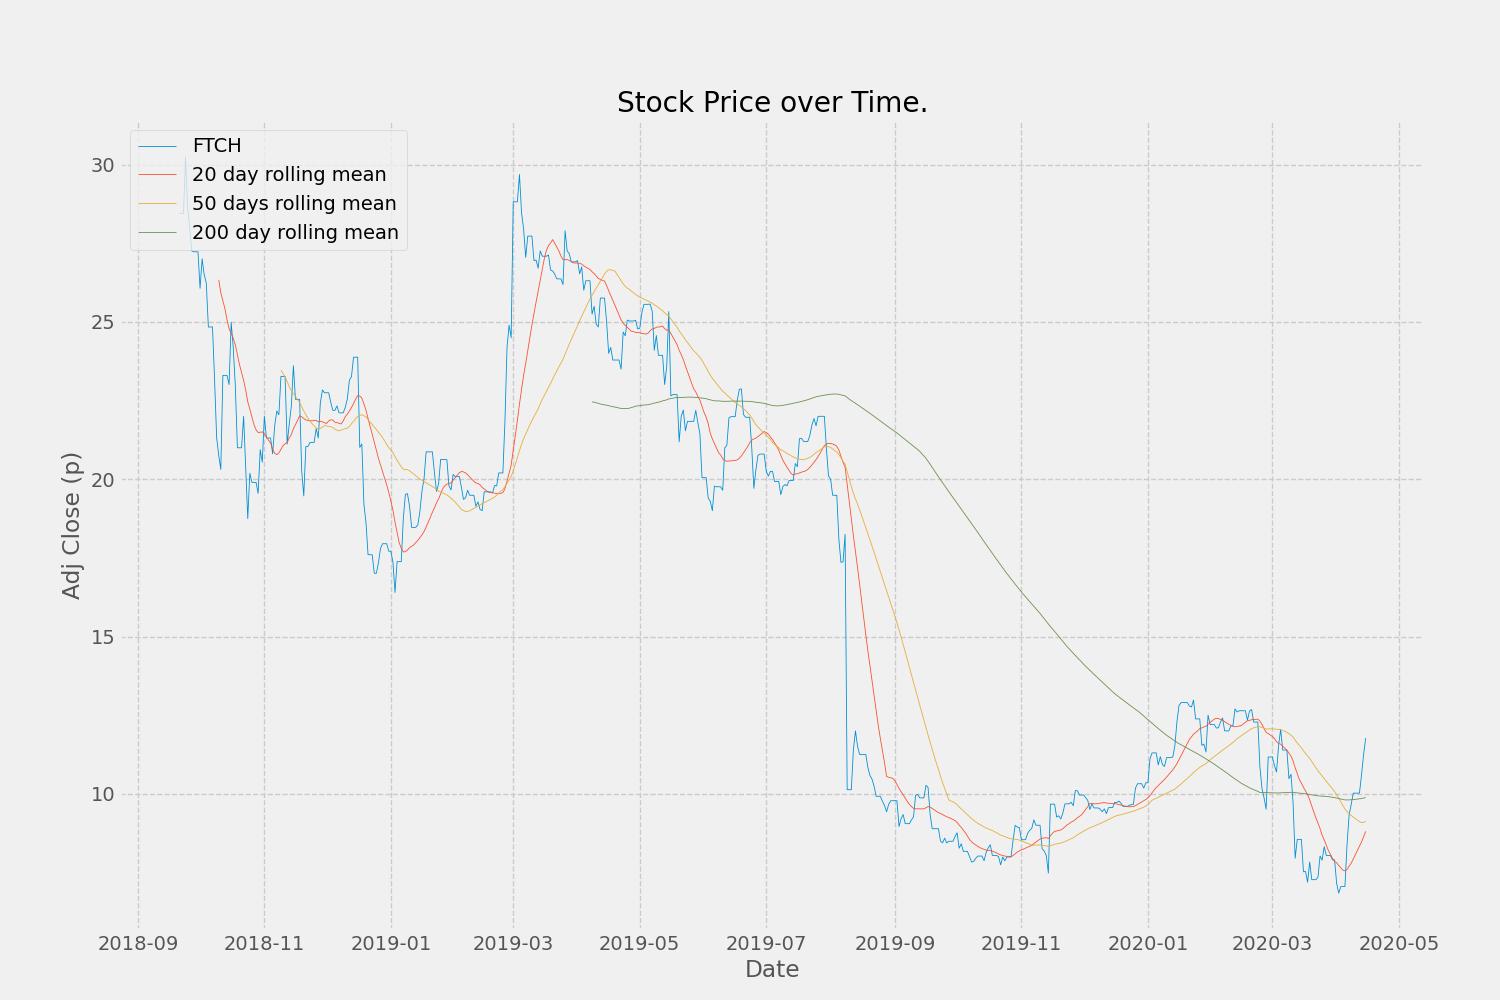 Stock Price over Time.
FTCH
20 day rolling mean
50 days rolling mean
200 day rolling mean
Adj Close (p)
30
25
20
15
10
2018-09 2018-11 2019-01 2019-03 2019-05 2019-07 2019-09 2019-11 2020-01 2020-03 2020-05
Date